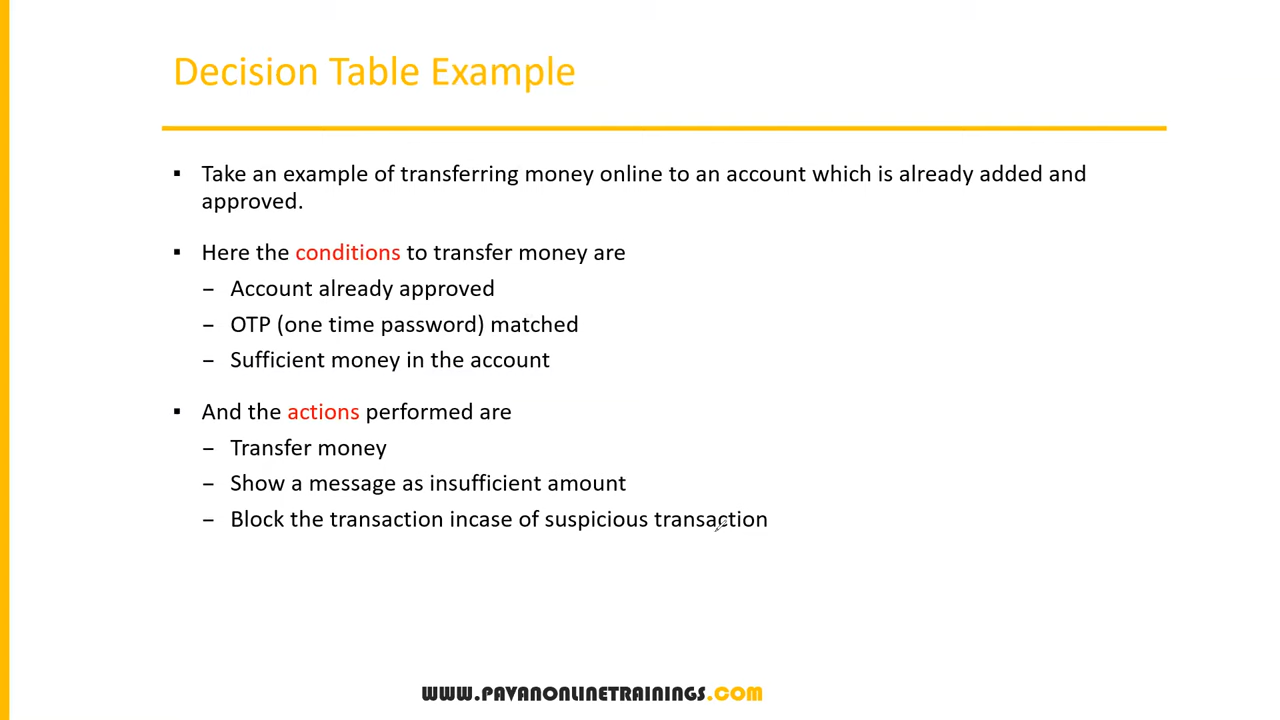 Decision Table Example
▪ Take an example of transferring money online to an account which is already added and
approved.
▪ Here the conditions to transfer money are
– Account already approved
– OTP (one time password) matched
– Sufficient money in the account
▪ And the actions performed are
– Transfer money
– Show a message as insufficient amount
– Block the transaction incase of suspicious transaction
WWW.PAVANONLINETRAININGS.COM